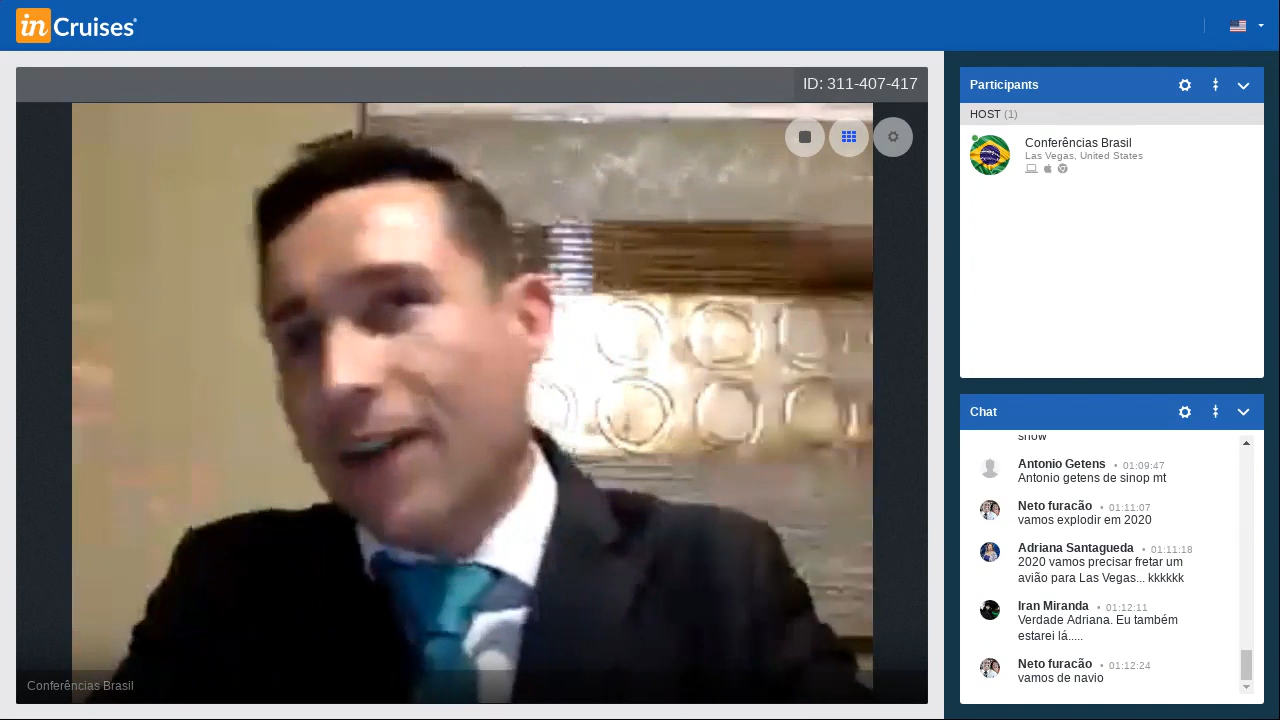 in Cruises®
ID: 311-407-417
Conferências Brasil
Participants
HOST (1)
Conferências Brasil
Las Vegas, United States
Chat
show
Antonio Getens • 01:09:47
Antonio getens de sinop mt
Neto furacão • 01:11:07
vamos explodir em 2020
Adriana Santagueda • 01:11:18
2020 vamos precisar fretar um
avião para Las Vegas... kkkkkk
Iran Miranda • 01:12:11
Verdade Adriana. Eu também
estarei lá.....
Neto furacão • 01:12:24
vamos de navio